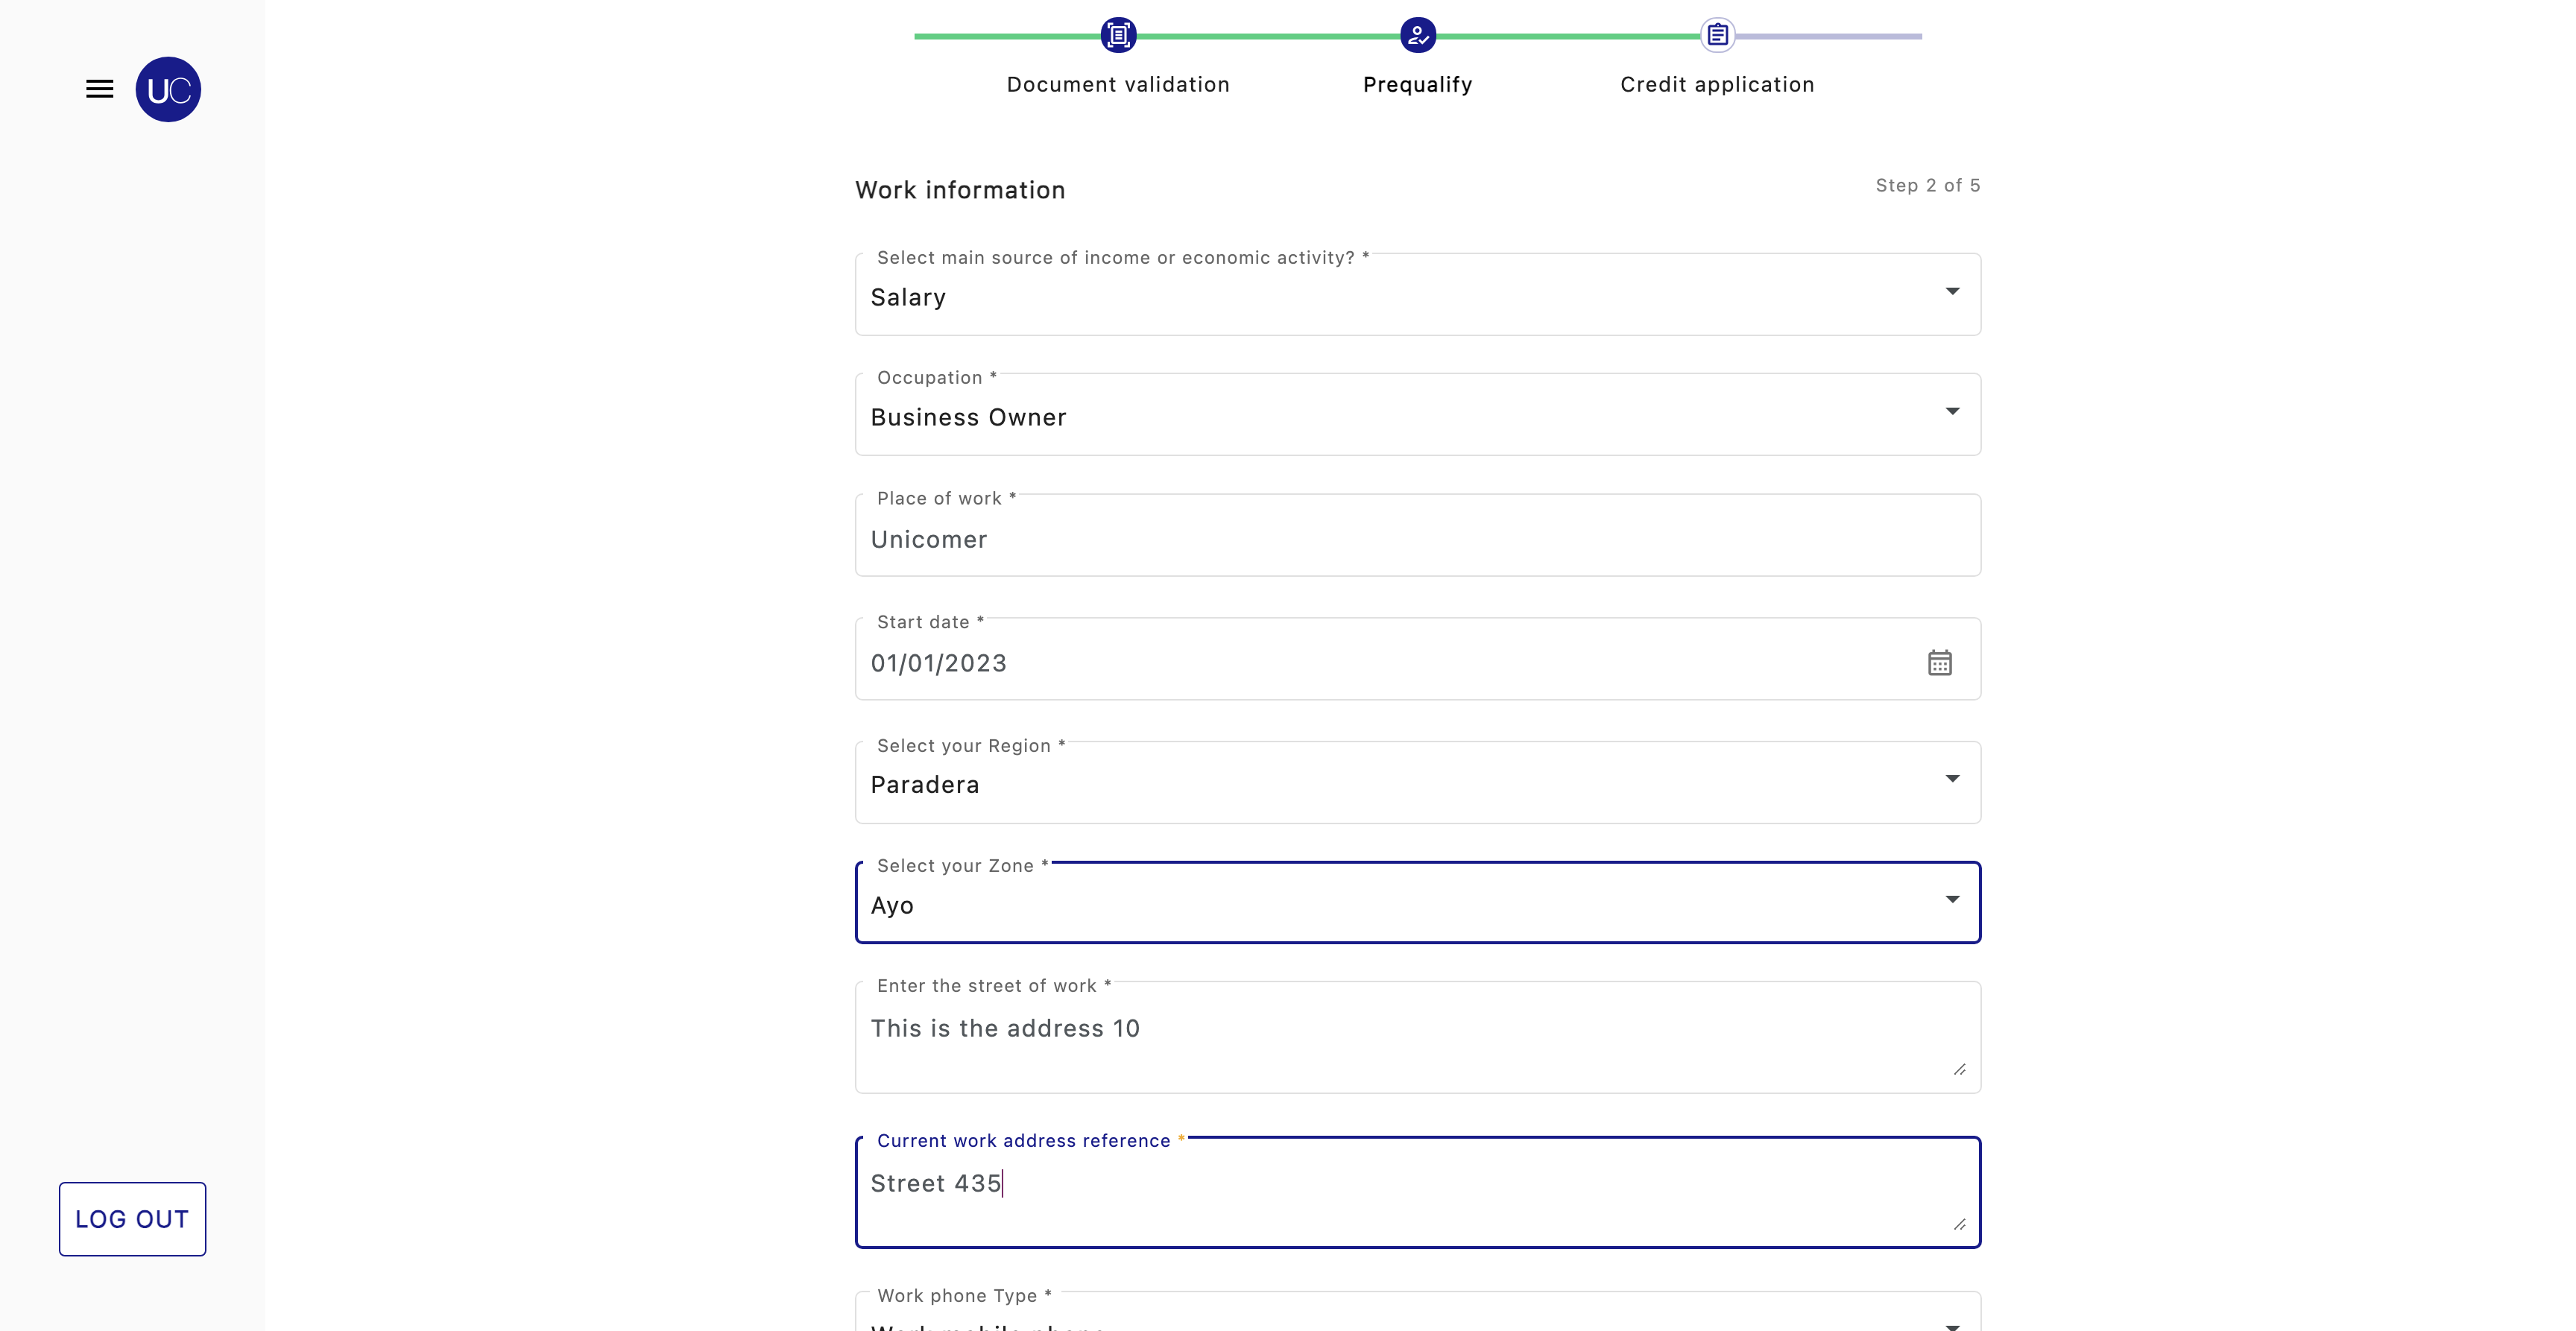 UC
Document validation
Prequalify
Credit application
Work information
Step 2 of 5
Select main source of income or economic activity? *
Salary
Occupation *
Business Owner
Place of work *
Unicomer
Start date *
01/01/2023
Select your Region *
Paradera
Select your Zone *
Ayo
Enter the street of work *
This is the address 10
Current work address reference *
Street 435
LOG OUT
Work phone Type *
Work mobile phone